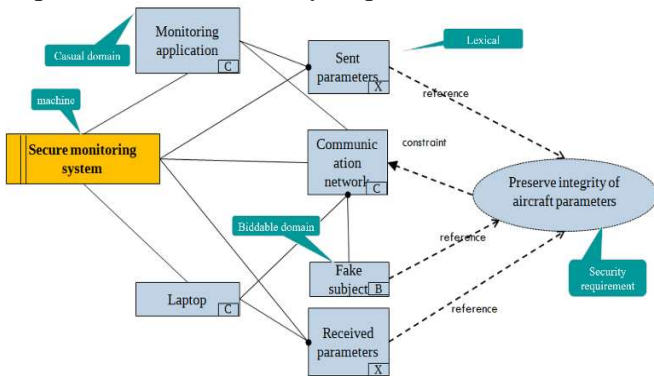 Monitoring
application
C
Casual domain
machine
Secure monitoring
system
Laptop
C
Sent
parameters
X
Lexical
reference
Communic
ation
network
C
constraint
Biddable domain
Fake
subject
B
reference
Received
parameters
X
reference
Preserve integrity of
aircraft parameters
Security
requirement